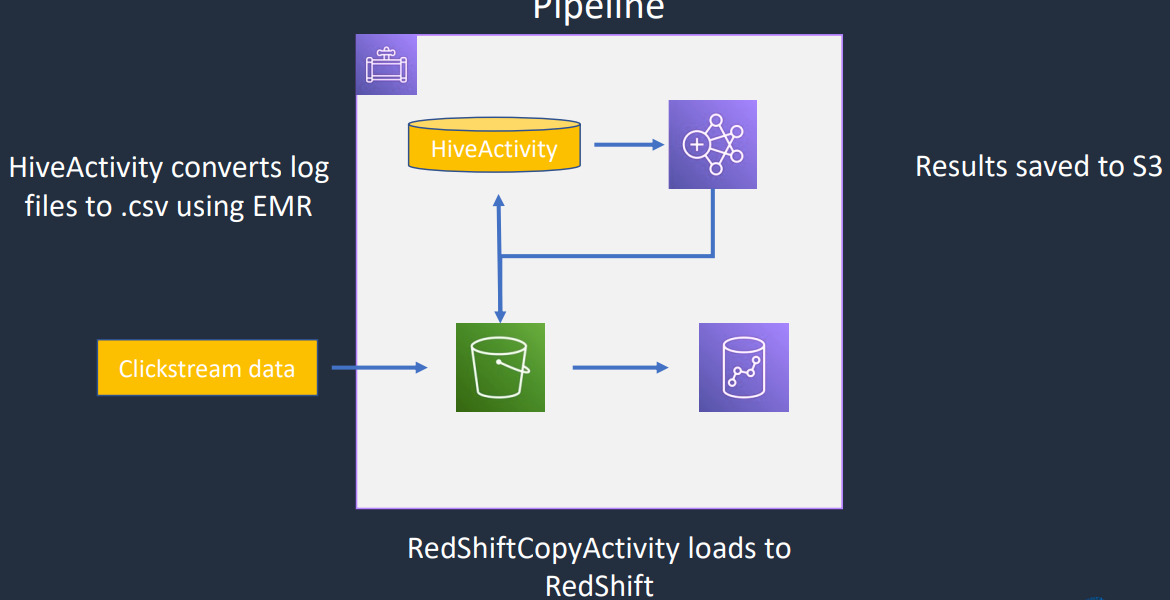 Pipeline
HiveActivity
HiveActivity converts log
files to .csv using EMR
Results saved to S3
Clickstream data
RedShiftCopyActivity loads to
RedShift